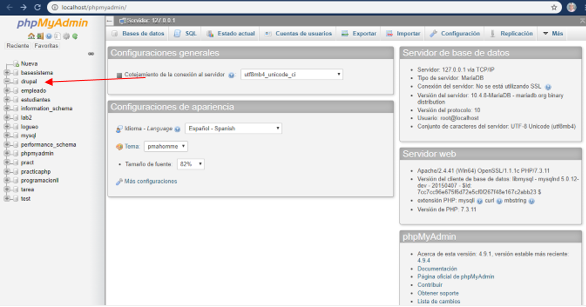 localhost/phpmyadmin/
phpMyAdmin
Reciente Favoritas
Nueva
basesistema
drupal
empleado
estudiantes
information_schema
lab2
logueo
mysql
performance_schema
phpmyadmin
pract
practicaphp
programacionII
tarea
test
Servidor: 127.0.0.1
Bases de datos SQL Estado actual Cuentas de usuarios Exportar Importar Configuración Replicación Más
Configuraciones generales
Cotejamiento de la conexión al servidor utf8mb4_unicode_ci
Configuraciones de apariencia
Idioma - Language Español - Spanish
Tema: pmahomme
Tamaño de fuente: 82%
Más configuraciones
Servidor de base de datos
Servidor: 127.0.0.1 via TCP/IP
Tipo de servidor: MariaDB
Conexión del servidor: No se está utilizando SSL
Versión del servidor: 10.4.8-MariaDB - mariadb.org binary
distribution
Versión del protocolo: 10
Usuario: root@localhost
Conjunto de caracteres del servidor: UTF-8 Unicode (utf8mb4)
Servidor web
Apache/2.4.41 (Win64) OpenSSL/1.1.1c PHP/7.3.11
Versión del cliente de base de datos: libmysql - mysqlnd 5.0.12-
dev - 20150407 - $Id:
extensión PHP: mysqli curl mbstring
Versión de PHP: 7.3.11
phpMyAdmin
Acerca de esta versión: 4.9.1, versión estable más reciente:
4.9.4
Documentación
Página oficial de phpMyAdmin
Contribuir
Obtener soporte
Lista de cambios